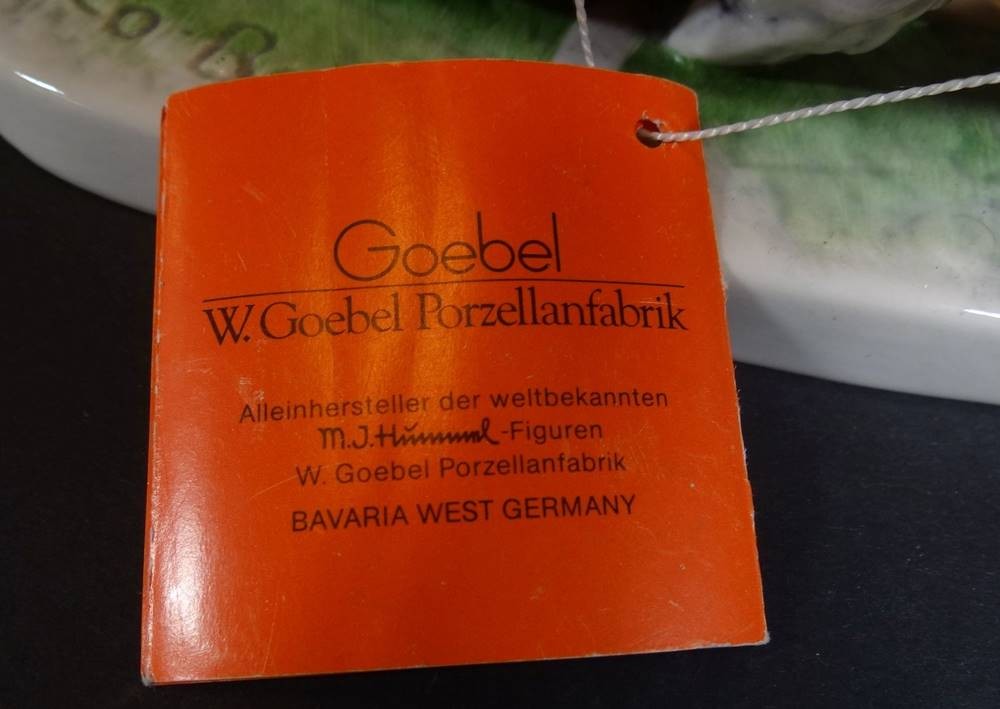 Goebel
W. Goebel Porzellanfabrik
Alleinhersteller der weltbekannten
M.J. Hummel -Figuren
W. Goebel Porzellanfabrik
BAVARIA WEST GERMANY